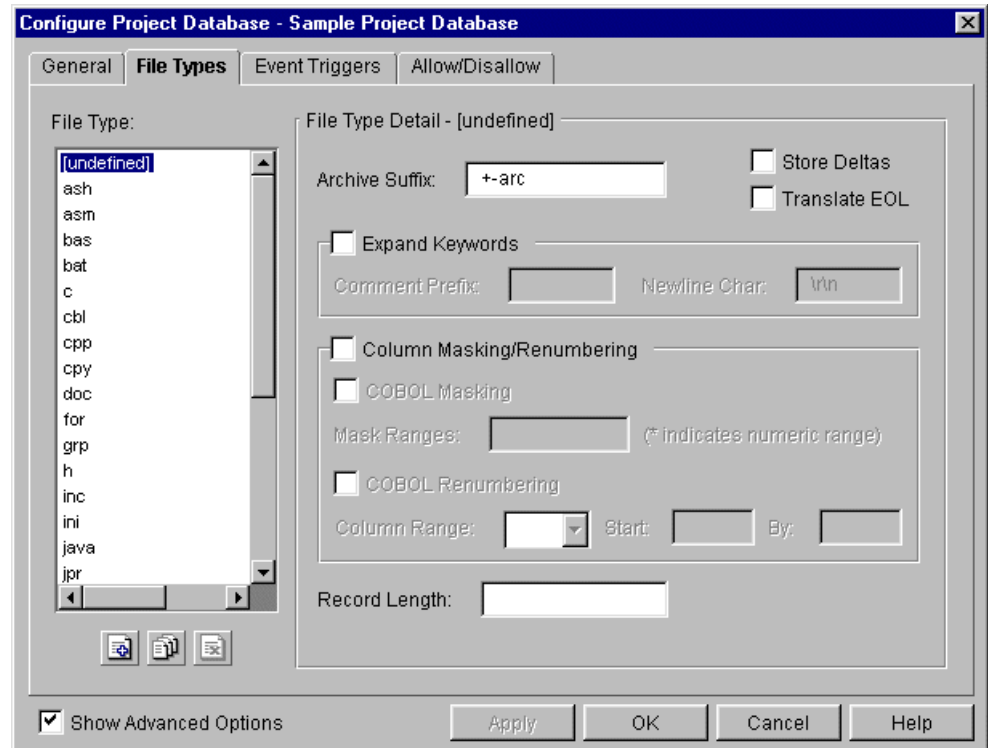 Configure Project Database - Sample Project Database
General File Types Event Triggers Allow/Disallow
File Type:
[undefined]
ash
asm
bas
bat
c
cbl
cpp
cpy
doc
for
grp
h
inc
ini
java
jpr
File Type Detail - [undefined]
Archive Suffix: +-arc
Store Deltas
Translate EOL
Expand Keywords
Comment Prefix: Newline Char: \r\n
Column Masking/Renumbering
COBOL Masking
Mask Ranges: (* indicates numeric range)
COBOL Renumbering
Column Range: Start: By:
Record Length:
Show Advanced Options Apply OK Cancel Help